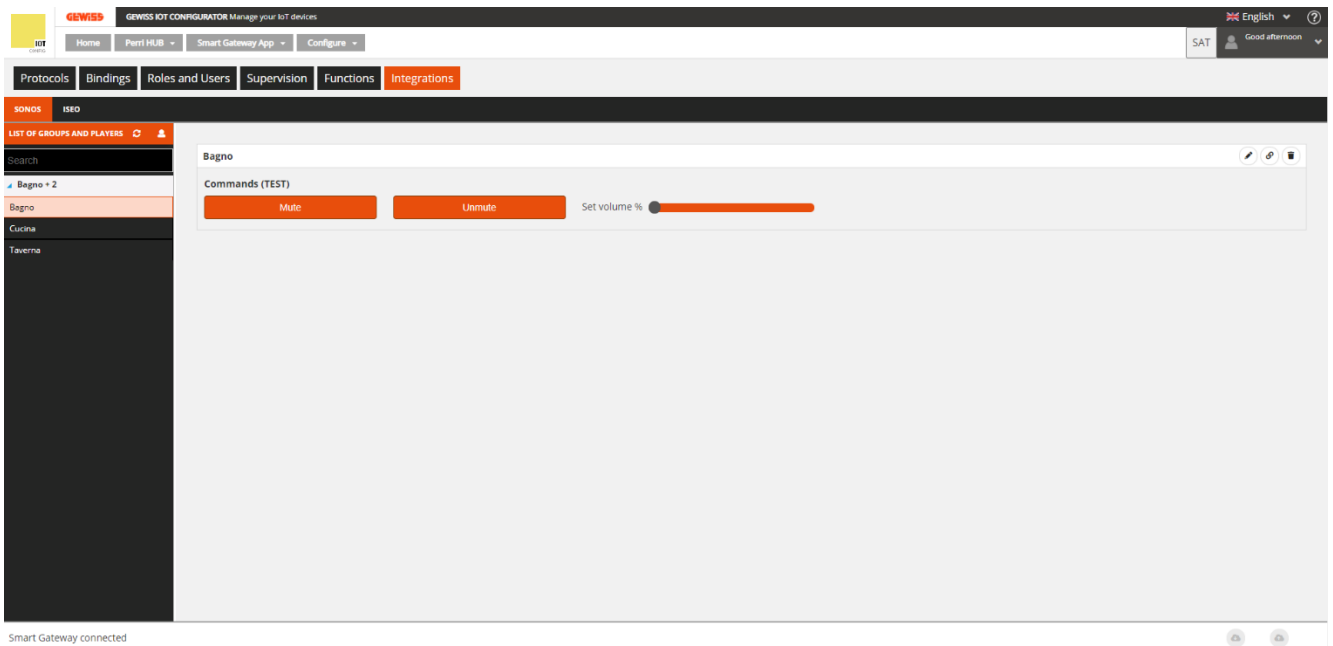 GEWISS GEWISS IOT CONFIGURATOR Manage your IoT devices English ?
IOT
CONFIG
Home Perri HUB Smart Gateway App Configure SAT Good afternoon
Protocols Bindings Roles and Users Supervision Functions Integrations
SONOS ISEO
LIST OF GROUPS AND PLAYERS
Search
Bagno + 2
Bagno
Cucina
Taverna
Bagno
Commands (TEST)
Mute Unmute Set volume %
Smart Gateway connected